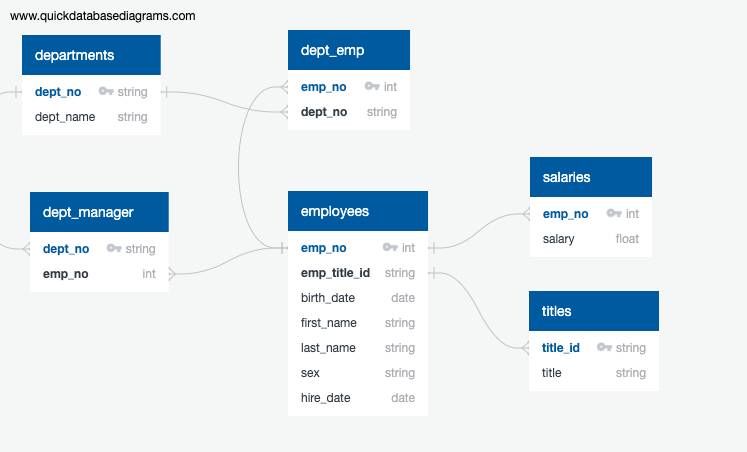 www.quickdatabasediagrams.com
departments
dept_no string
dept_name string
dept_emp
emp_no int
dept_no string
dept_manager
dept_no string
emp_no int
employees
emp_no int
emp_title_id string
birth_date date
first_name string
last_name string
sex string
hire_date date
salaries
emp_no int
salary float
titles
title_id string
title string